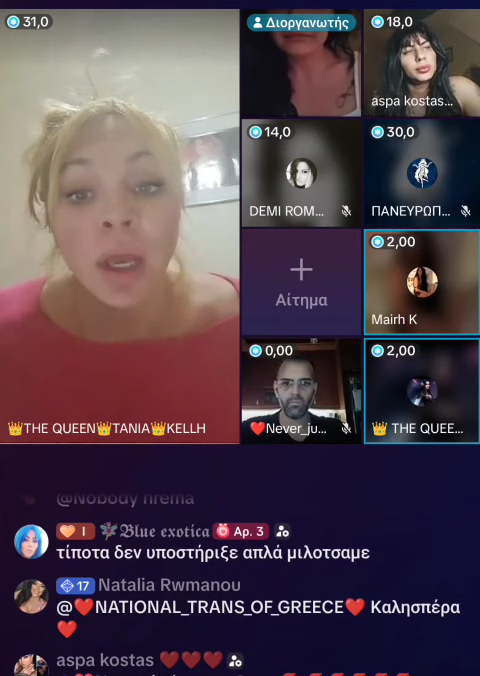 31,0
Διοργανωτής
18,0
aspa kostas...
14,0
30,0
DEMI ROM...
ΠΑΝΕΥΡΩΠ...
Αίτημα
2,00
Mairh K
0,00
2,00
👑THE QUEEN👑TANIA👑KELLH
❤️Never_ju...
👑 THE QUEE...
@Nobody hrema
I 🧚Blue exotica Αρ. 3
τίποτα δεν υποστήριξε απλά μιλοτσαμε
17 Natalia Rwmanou
@❤️NATIONAL_TRANS_OF_GREECE❤️ Καλησπέρα
❤️
aspa kostas ❤️❤️❤️